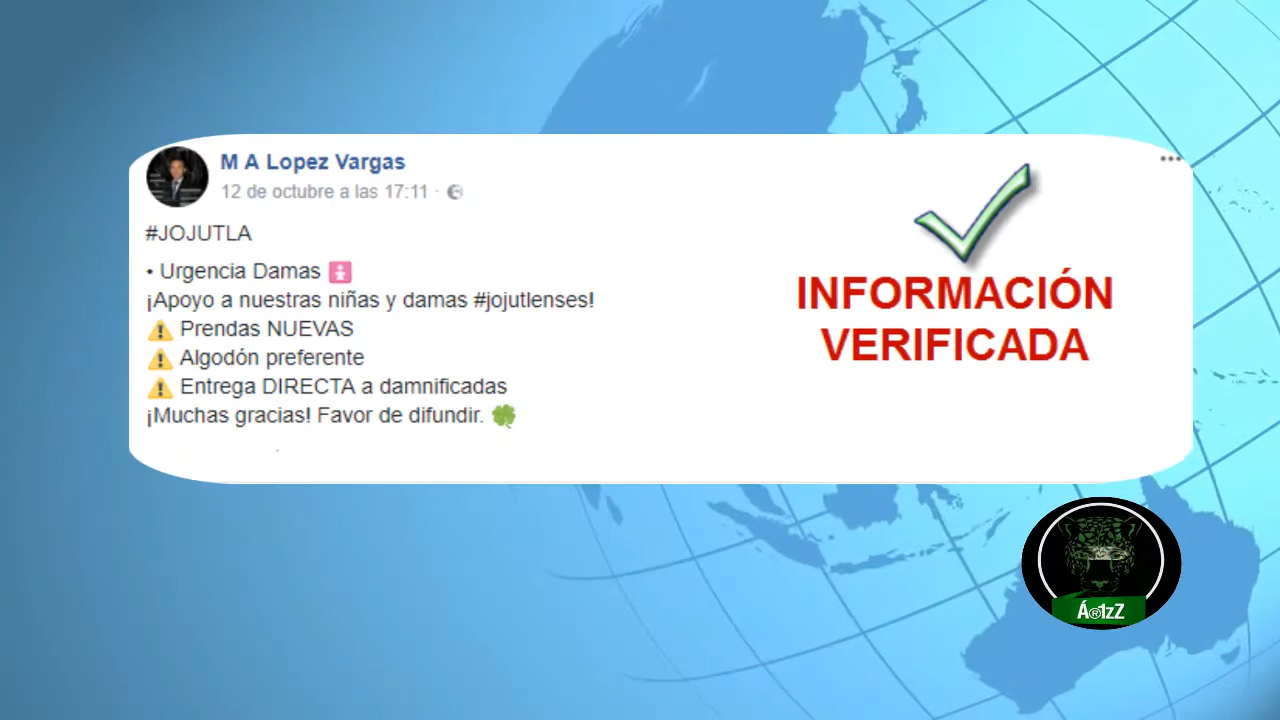 M A Lopez Vargas
12 de octubre a las 17:11 ·
#JOJUTLA
• Urgencia Damas 🚺
¡Apoyo a nuestras niñas y damas #jojutlenses!
⚠ Prendas NUEVAS
⚠ Algodón preferente
⚠ Entrega DIRECTA a damnificadas
¡Muchas gracias! Favor de difundir. 🍀
INFORMACIÓN
VERIFICADA
Á®1zZ